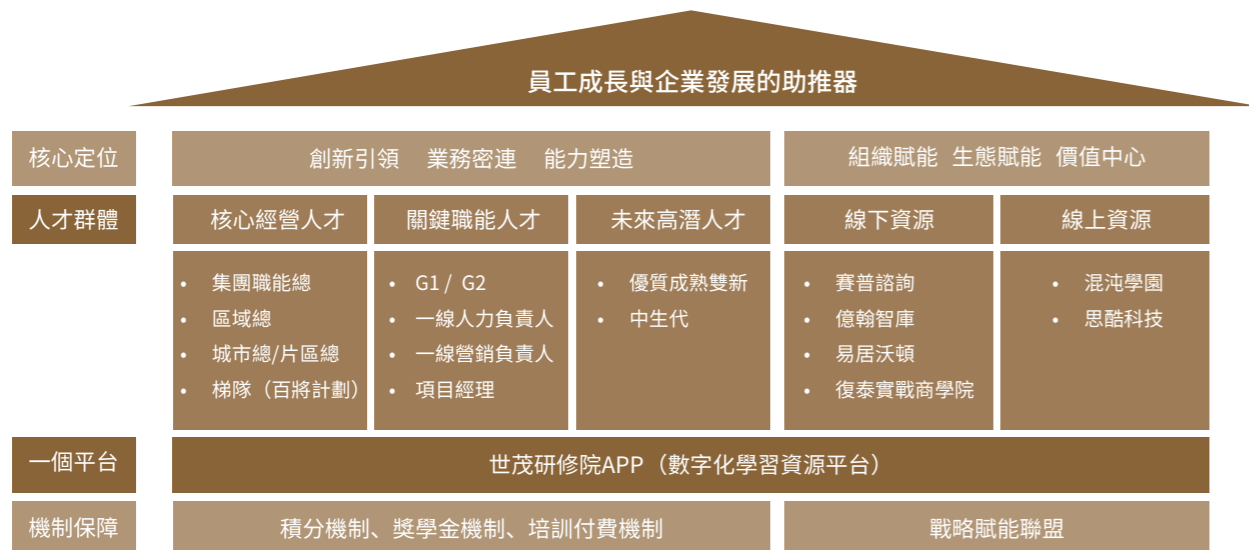 員工成長與企業發展的助推器
核心定位
創新引領 業務密連 能力塑造
組織賦能 生態賦能 價值中心
人才群體
核心經營人才
關鍵職能人才
未來高潛人才
線下資源
線上資源
• 集團職能總
• 區域總
• 城市總/片區總
• 梯隊（百將計劃）
• G1 / G2
• 一線人力負責人
• 一線營銷負責人
• 項目經理
• 優質成熟雙新
• 中生代
• 賽普諮詢
• 億翰智庫
• 易居沃頓
• 復泰實戰商學院
• 混沌學園
• 思酷科技
一個平台
世茂研修院APP（數字化學習資源平台）
機制保障
積分機制、獎學金機制、培訓付費機制
戰略賦能聯盟